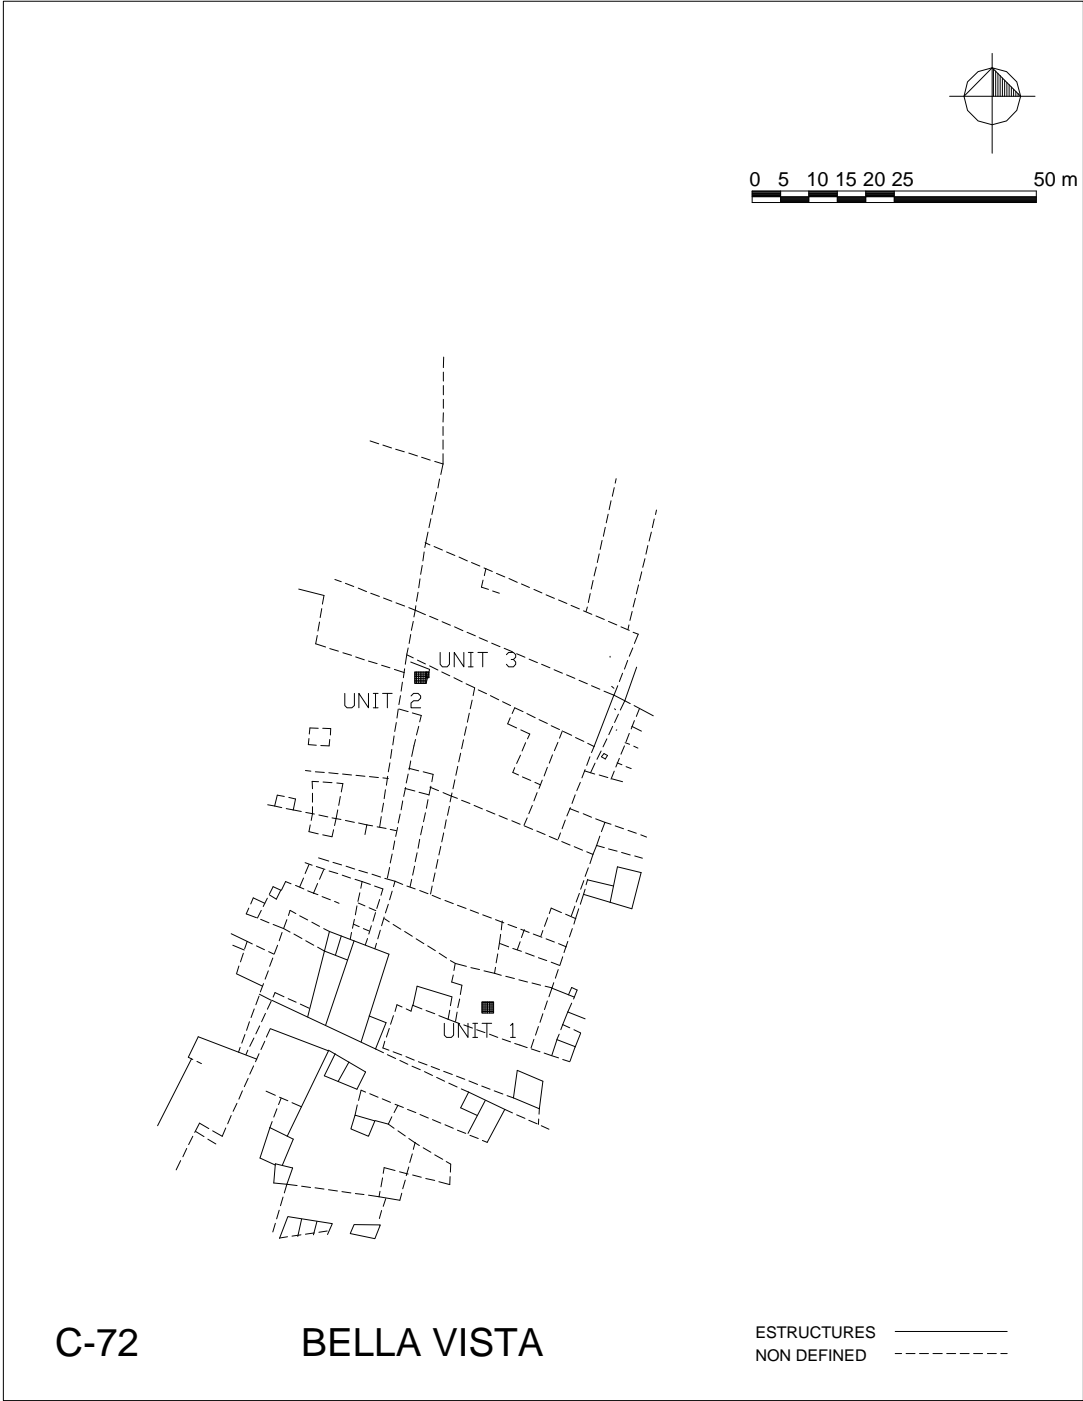 0 5 10 15 20 25 50 m
UNIT 3
UNIT 2
UNIT 1
C-72
BELLA VISTA
ESTRUCTURES
NON DEFINED